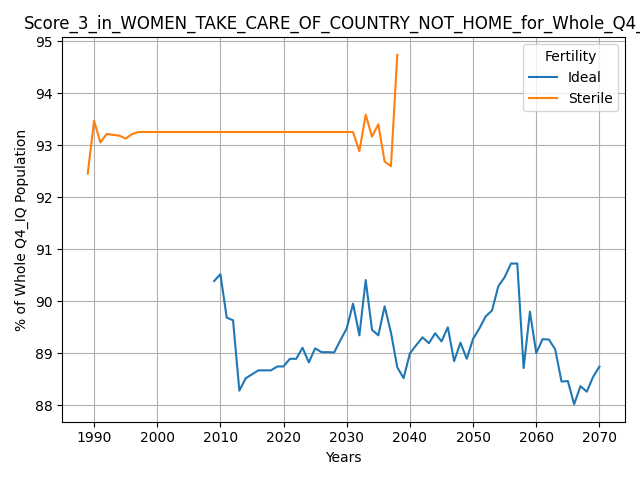 Score_3_in_WOMEN_TAKE_CARE_OF_COUNTRY_NOT_HOME_for_Whole_Q4_
95
94
93
92
91
90
89
88
% of Whole Q4_IQ Population
Fertility
Ideal
Sterile
1990 2000 2010 2020 2030 2040 2050 2060 2070
Years